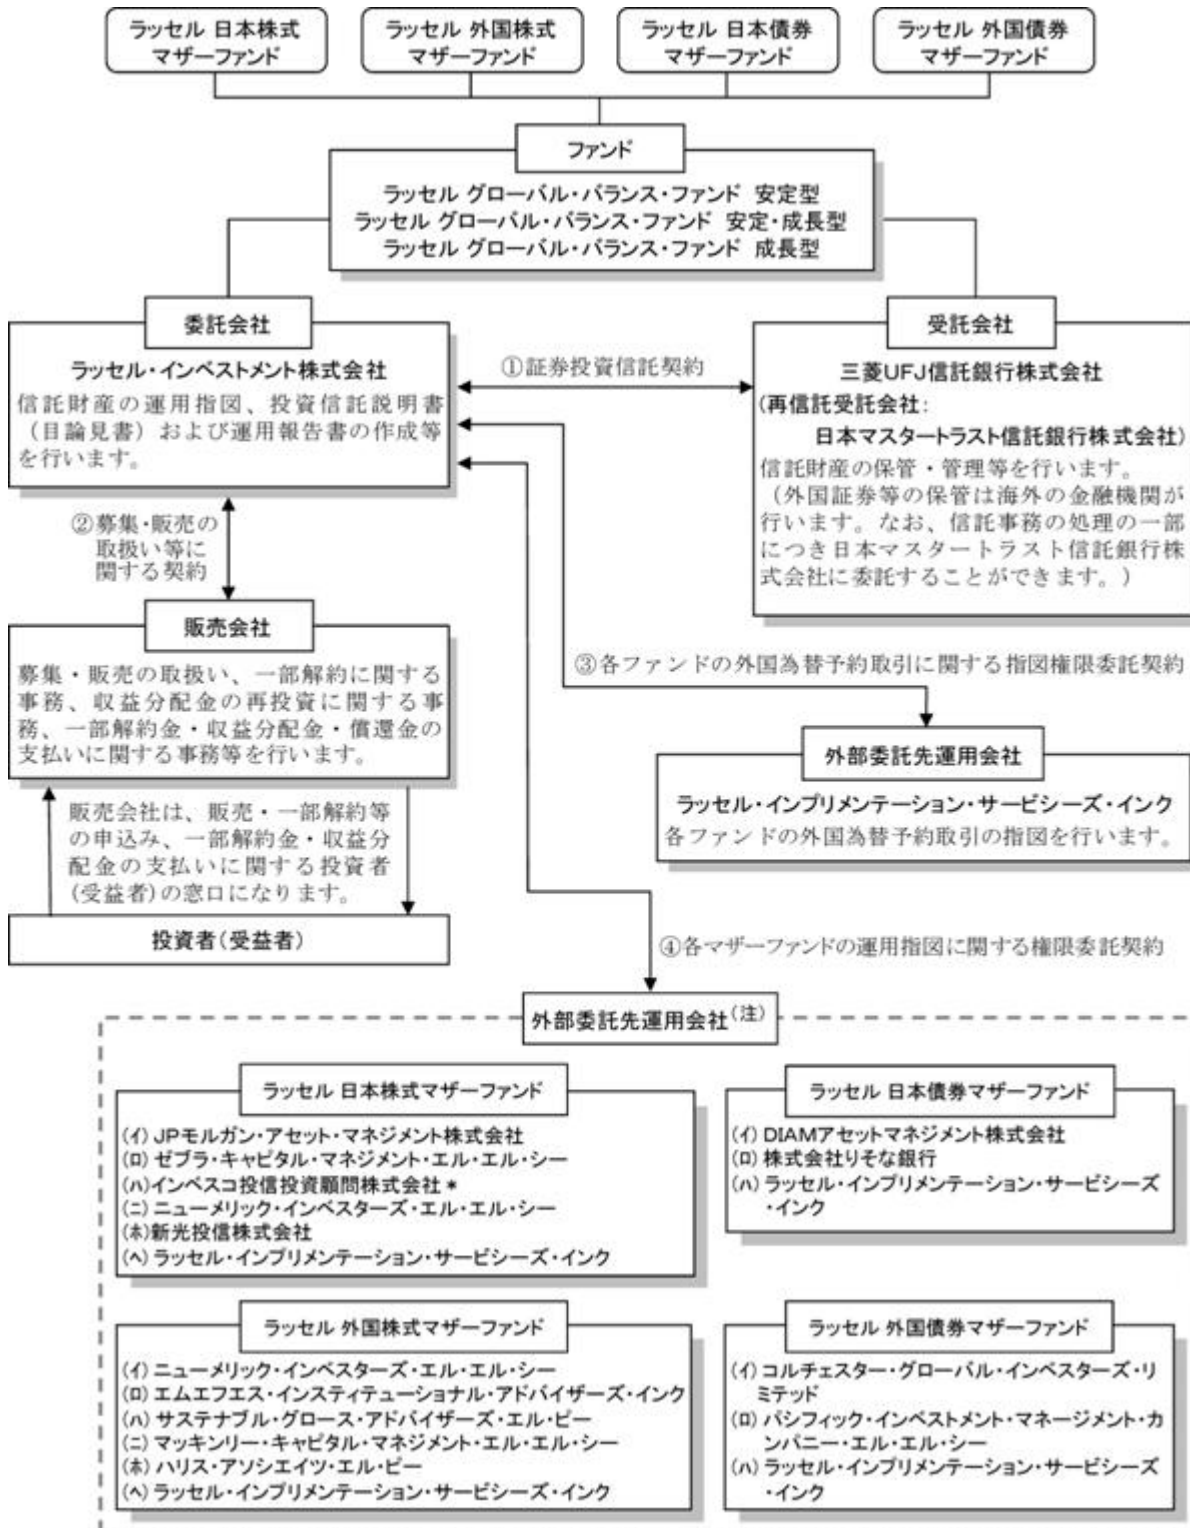 ラッセル 日本株式
マザーファンド
ラッセル 外国株式
マザーファンド
ラッセル 日本債券
マザーファンド
ラッセル 外国債券
マザーファンド
ファンド
ラッセル グローバル・バランス・ファンド 安定型
ラッセル グローバル・バランス・ファンド 安定・成長型
ラッセル グローバル・バランス・ファンド 成長型
委託会社
ラッセル・インベストメント株式会社
信託財産の運用指図、投資信託説明書
（目論見書）および運用報告書の作成等
を行います。
①証券投資信託契約
受託会社
三菱UFJ信託銀行株式会社
(再信託受託会社:
日本マスタートラスト信託銀行株式会社)
信託財産の保管・管理等を行います。
（外国証券等の保管は海外の金融機関が
行います。なお、信託事務の処理の一部
につき日本マスタートラスト信託銀行株
式会社に委託することができます。）
②募集・販売の
取扱い等に
関する契約
販売会社
募集・販売の取扱い、一部解約に関する
事務、収益分配金の再投資に関する事
務、一部解約金・収益分配金・償還金の
支払いに関する事務等を行います。
③各ファンドの外国為替予約取引に関する指図権限委託契約
外部委託先運用会社
ラッセル・インプリメンテーション・サービシーズ・インク
各ファンドの外国為替予約取引の指図を行います。
販売会社は、販売・一部解約等
の申込み、一部解約金・収益分
配金の支払いに関する投資者
(受益者)の窓口になります。
投資者(受益者)
④各マザーファンドの運用指図に関する権限委託契約
外部委託先運用会社(注)
ラッセル 日本株式マザーファンド
(イ) JPモルガン・アセット・マネジメント株式会社
(ロ) ゼブラ・キャピタル・マネジメント・エル・エル・シー
(ハ) インベスコ投信投資顧問株式会社＊
(ニ) ニューメリック・インベスターズ・エル・エル・シー
(ホ) 新光投信株式会社
(ヘ) ラッセル・インプリメンテーション・サービシーズ・インク
ラッセル 日本債券マザーファンド
(イ) DIAMアセットマネジメント株式会社
(ロ) 株式会社りそな銀行
(ハ) ラッセル・インプリメンテーション・サービシーズ
・インク
ラッセル 外国株式マザーファンド
(イ) ニューメリック・インベスターズ・エル・エル・シー
(ロ) エムエフエス・インスティテューショナル・アドバイザーズ・インク
(ハ) サステナブル・グロース・アドバイザーズ・エル・ピー
(ニ) マッキンリー・キャピタル・マネジメント・エル・エル・シー
(ホ) ハリス・アソシエイツ・エル・ピー
(ヘ) ラッセル・インプリメンテーション・サービシーズ・インク
ラッセル 外国債券マザーファンド
(イ) コルチェスター・グローバル・インベスターズ・リ
ミテッド
(ロ) パシフィック・インベストメント・マネージメント・カ
ンパニー・エル・エル・シー
(ハ) ラッセル・インプリメンテーション・サービシーズ
・インク